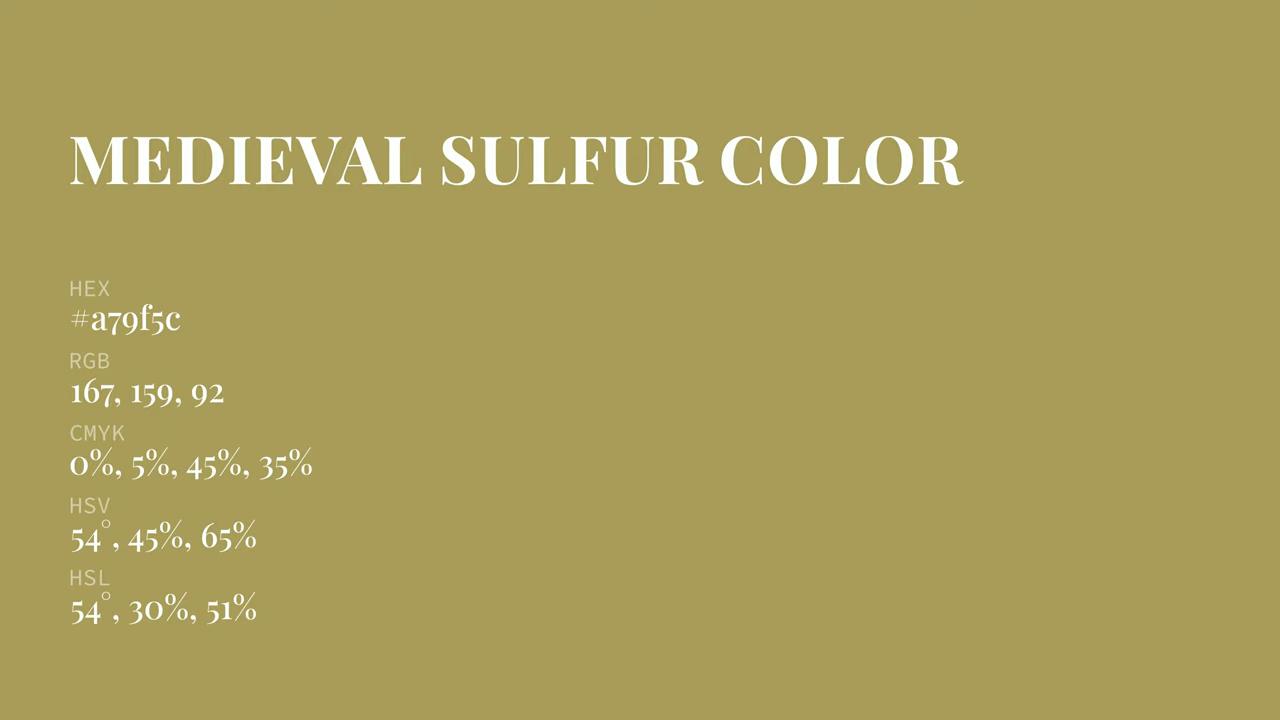 MEDIEVAL SULFUR COLOR
HEX
#a79f5c
RGB
167, 159, 92
CMYK
0%, 5%, 45%, 35%
HSV
54°, 45%, 65%
HSL
54°, 30%, 51%